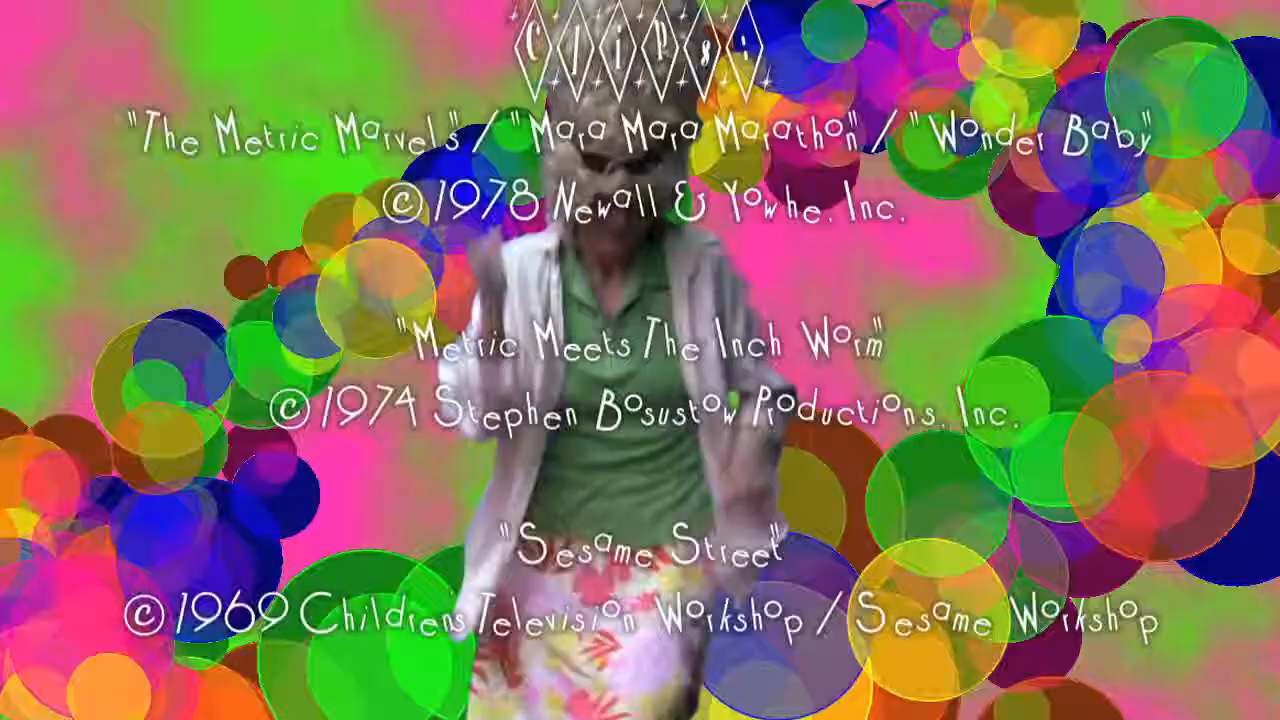 Clips:
"The Metric Marvels" / "Mara Mara Marathon" / "Wonder Baby"
©1978 Newall & Yowhe, Inc.
"Metric Meets The Inch Worm"
©1974 Stephen Bosustow Productions, Inc.
"Sesame Street"
©1969 Childrens Television Workshop / Sesame Workshop